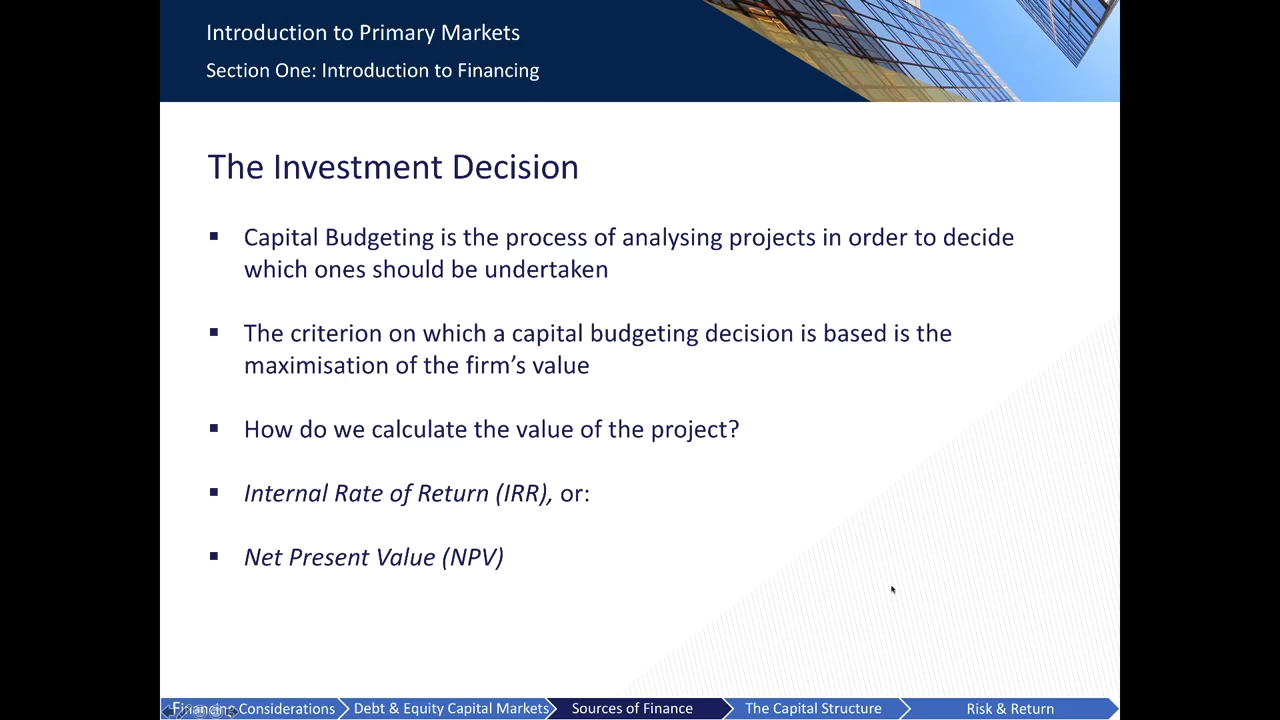 Introduction to Primary Markets
Section One: Introduction to Financing
The Investment Decision
▪ Capital Budgeting is the process of analysing projects in order to decide
which ones should be undertaken
▪ The criterion on which a capital budgeting decision is based is the
maximisation of the firm’s value
▪ How do we calculate the value of the project?
▪ Internal Rate of Return (IRR), or:
▪ Net Present Value (NPV)
Financing Considerations
Debt & Equity Capital Markets
Sources of Finance
The Capital Structure
Risk & Return